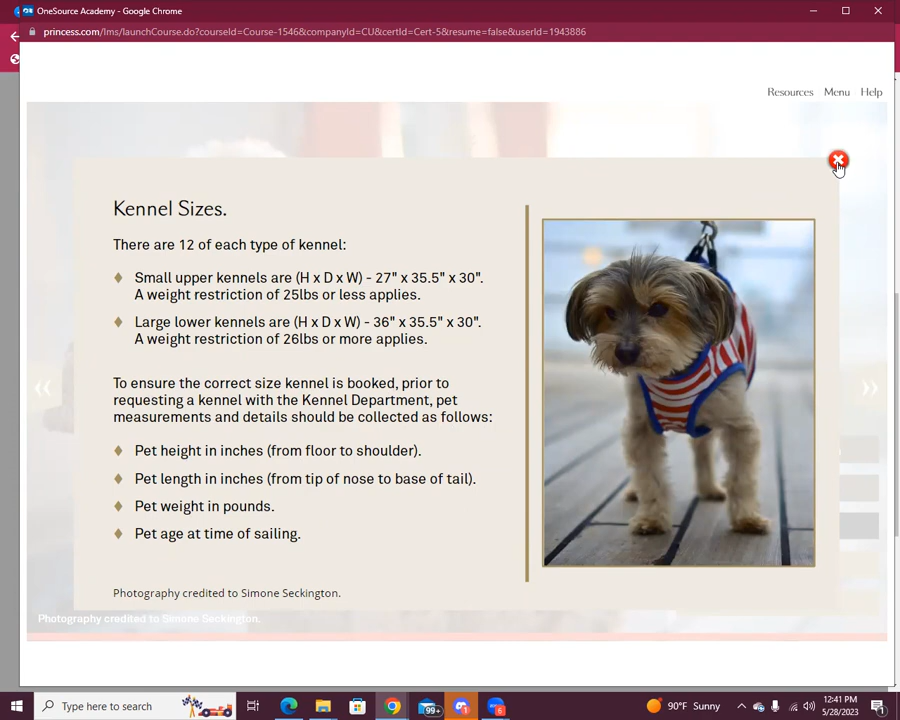 OneSource Academy - Google Chrome
princess.com/lms/launchCourse.do?courseId=Course-1546&companyId=CU&certId=Cert-5&resume=false&userId=1943886
Resources Menu Help
Kennel Sizes.
There are 12 of each type of kennel:
Small upper kennels are (H x D x W) - 27" x 35.5" x 30".
A weight restriction of 25lbs or less applies.
Large lower kennels are (H x D x W) - 36" x 35.5" x 30".
A weight restriction of 26lbs or more applies.
To ensure the correct size kennel is booked, prior to
requesting a kennel with the Kennel Department, pet
measurements and details should be collected as follows:
Pet height in inches (from floor to shoulder).
Pet length in inches (from tip of nose to base of tail).
Pet weight in pounds.
Pet age at time of sailing.
Photography credited to Simone Seckington.
Photography credited to Simone Seckington.
Type here to search
99+
1
6
90°F Sunny
12:41 PM
5/28/2023
1